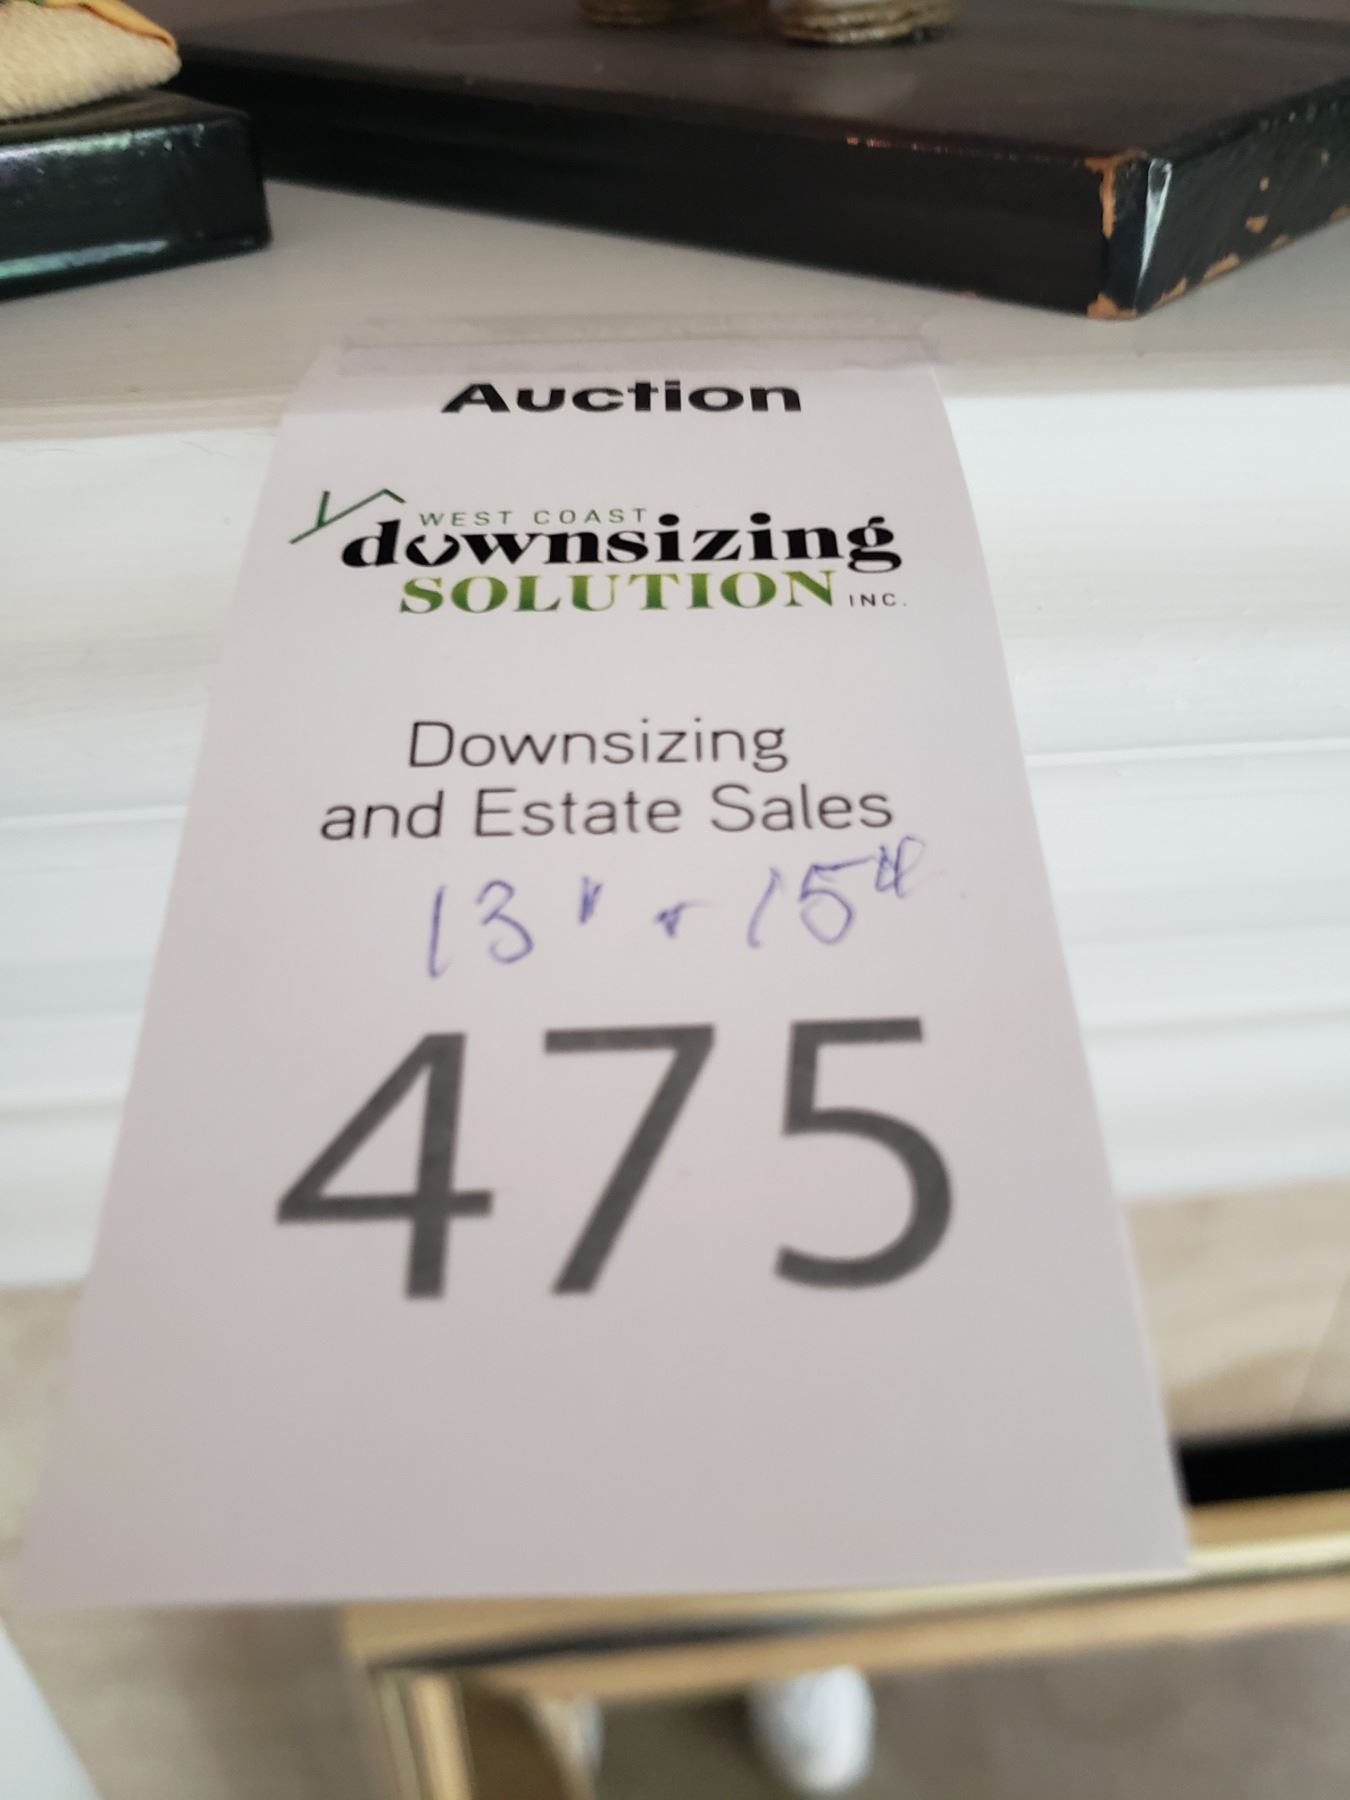 Auction
WEST COAST
downsizing
SOLUTION INC.
Downsizing
and Estate Sales
13" + 15"
475